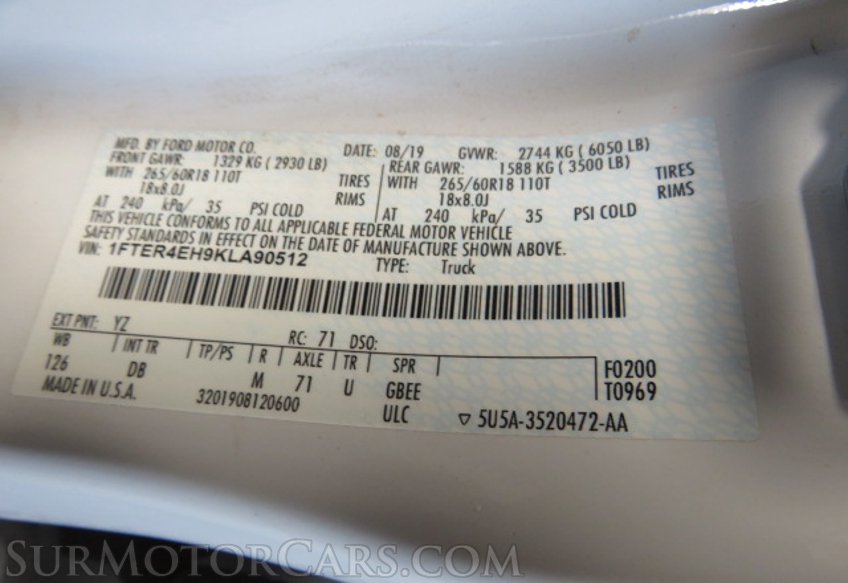 MFD. BY FORD MOTOR CO. DATE: 08/19 GVWR: 2744 KG ( 6050 LB)
FRONT GAWR: 1329 KG ( 2930 LB) REAR GAWR: 1588 KG ( 3500 LB)
WITH 265/60R18 110T TIRES WITH 265/60R18 110T TIRES
18x8.0J RIMS 18x8.0J RIMS
AT 240 kPa/ 35 PSI COLD AT 240 kPa/ 35 PSI COLD
THIS VEHICLE CONFORMS TO ALL APPLICABLE FEDERAL MOTOR VEHICLE
SAFETY STANDARDS IN EFFECT ON THE DATE OF MANUFACTURE SHOWN ABOVE.
VIN: 1FTER4EH9KLA90512 TYPE: Truck
EXT PNT: YZ RC: 71 DSO:
WB INT TR TP/PS R AXLE TR SPR F0200
126 DB M 71 U GBEE T0969
MADE IN U.S.A. 3201908120600 ULC ▽ 5U5A-3520472-AA
SurMotorCars.com